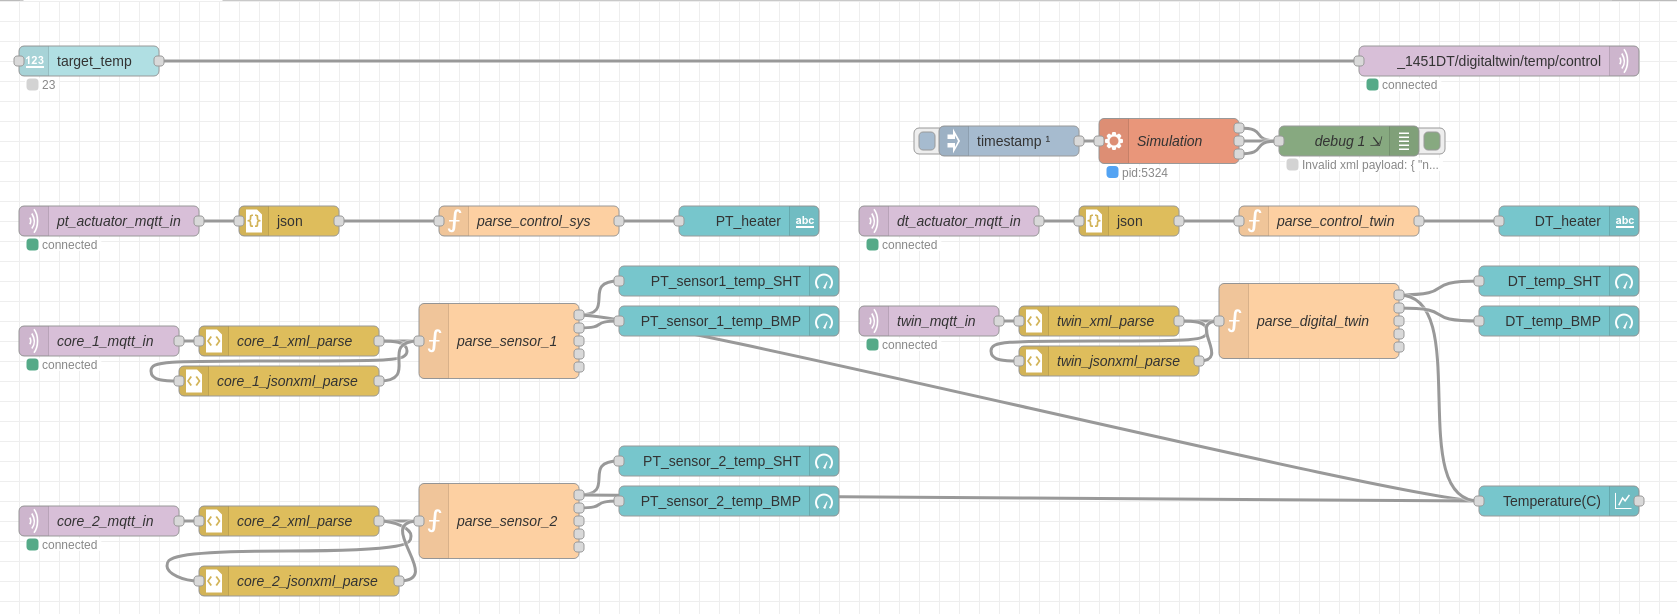 123 target_temp
23
_1451DT/digitaltwin/temp/control
connected
timestamp ¹
Simulation
pid:5324
debug 1
Invalid xml payload: { "n...
pt_actuator_mqtt_in
connected
{} json
parse_control_sys
PT_heater abc
dt_actuator_mqtt_in
connected
{} json
parse_control_twin
DT_heater abc
PT_sensor1_temp_SHT
PT_sensor_1_temp_BMP
core_1_mqtt_in
connected
core_1_xml_parse
core_1_jsonxml_parse
parse_sensor_1
twin_mqtt_in
connected
twin_xml_parse
twin_jsonxml_parse
parse_digital_twin
DT_temp_SHT
DT_temp_BMP
PT_sensor_2_temp_SHT
PT_sensor_2_temp_BMP
core_2_mqtt_in
connected
core_2_xml_parse
core_2_jsonxml_parse
parse_sensor_2
Temperature(C)